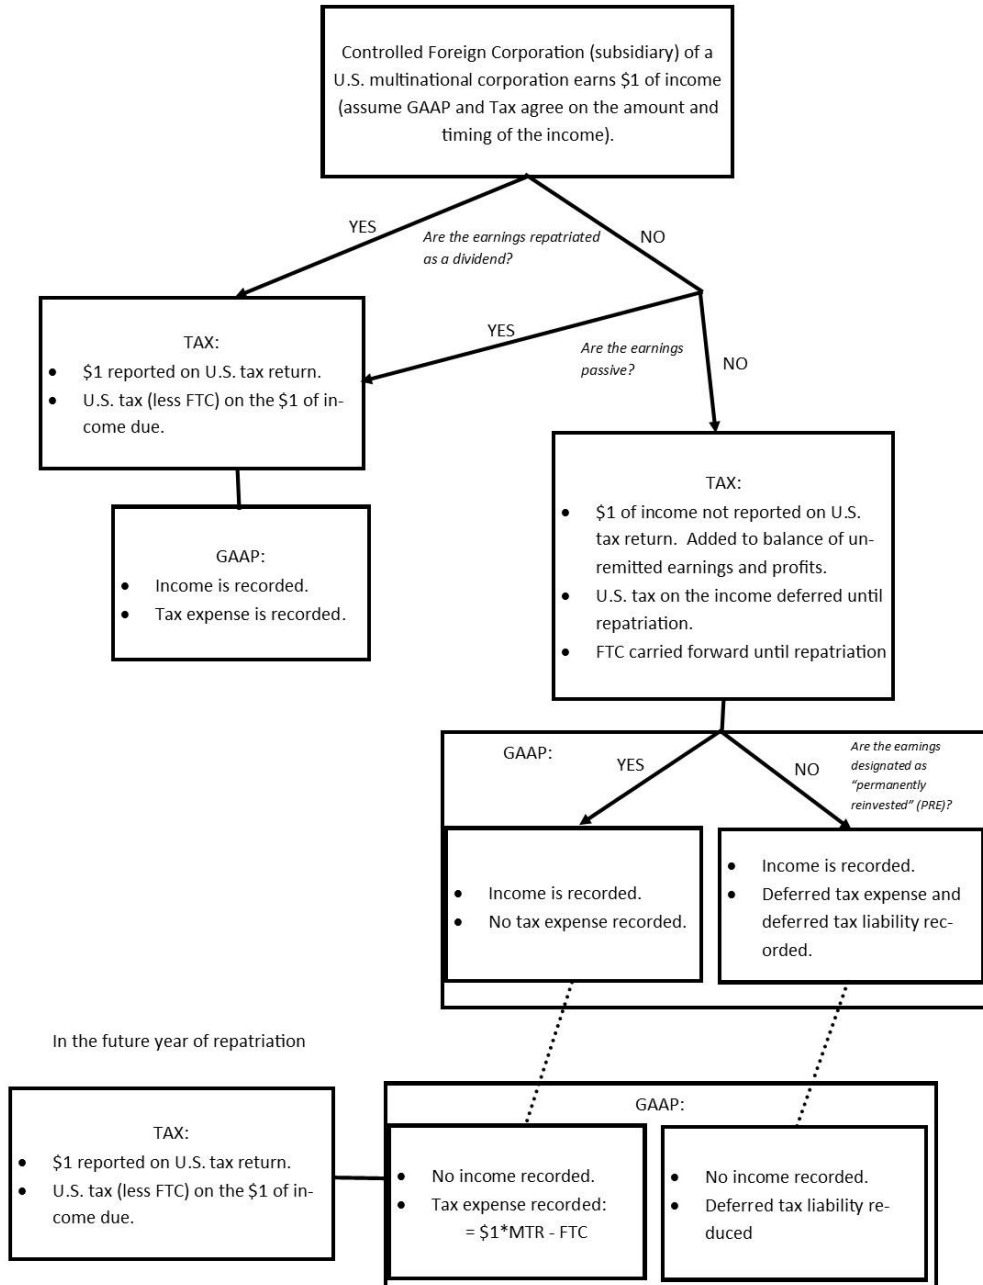 Controlled Foreign Corporation (subsidiary) of a
U.S. multinational corporation earns $1 of income
(assume GAAP and Tax agree on the amount and
timing of the income).
YES
Are the earnings repatriated
as a dividend?
NO
TAX:
• $1 reported on U.S. tax return.
• U.S. tax (less FTC) on the $1 of in-
come due.
YES
Are the earnings
passive?
NO
GAAP:
• Income is recorded.
• Tax expense is recorded.
TAX:
• $1 of income not reported on U.S.
tax return. Added to balance of un-
remitted earnings and profits.
• U.S. tax on the income deferred until
repatriation.
• FTC carried forward until repatriation
GAAP:
YES
NO
Are the earnings
designated as
"permanently
reinvested" (PRE)?
• Income is recorded.
• No tax expense recorded.
• Income is recorded.
• Deferred tax expense and
deferred tax liability rec-
orded.
In the future year of repatriation
TAX:
• $1 reported on U.S. tax return.
• U.S. tax (less FTC) on the $1 of in-
come due.
GAAP:
• No income recorded.
• Tax expense recorded:
= $1*MTR - FTC
• No income recorded.
• Deferred tax liability re-
duced